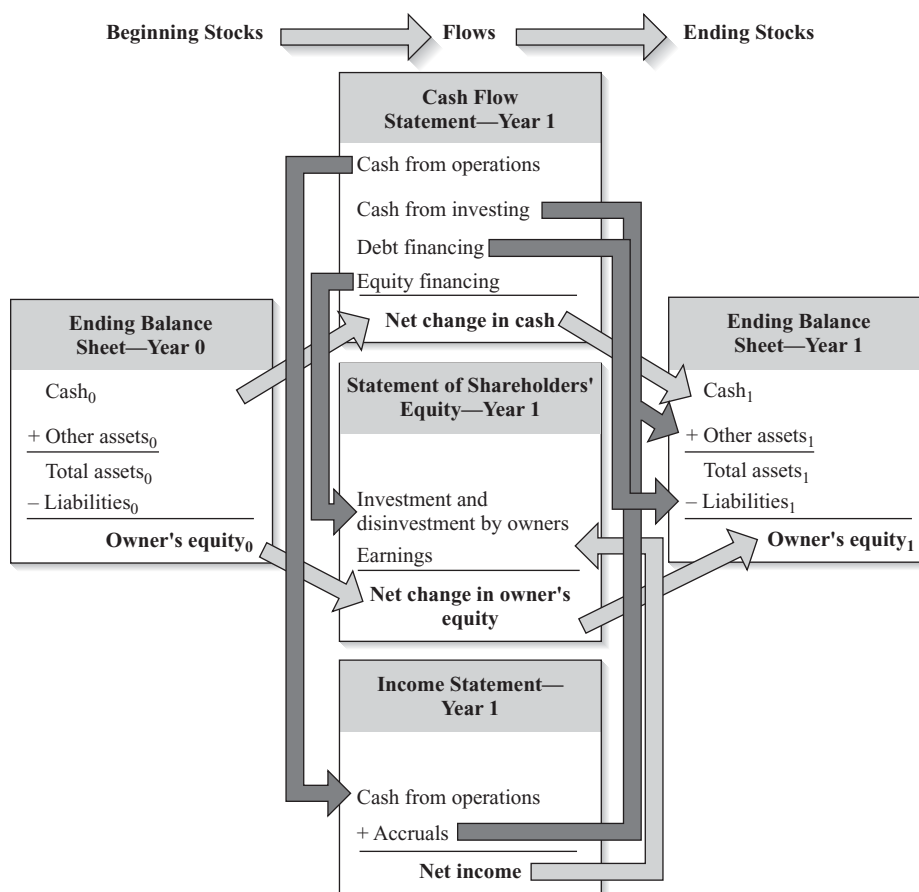 Beginning Stocks Flows Ending Stocks
Cash Flow
Statement—Year 1
Cash from operations
Cash from investing
Debt financing
Equity financing
Net change in cash
Ending Balance
Sheet—Year 0
Cash₀
+ Other assets₀
Total assets₀
– Liabilities₀
Owner's equity₀
Statement of Shareholders'
Equity—Year 1
Investment and
disinvestment by owners
Earnings
Net change in owner's
equity
Ending Balance
Sheet—Year 1
Cash₁
+ Other assets₁
Total assets₁
– Liabilities₁
Owner's equity₁
Income Statement—
Year 1
Cash from operations
+ Accruals
Net income